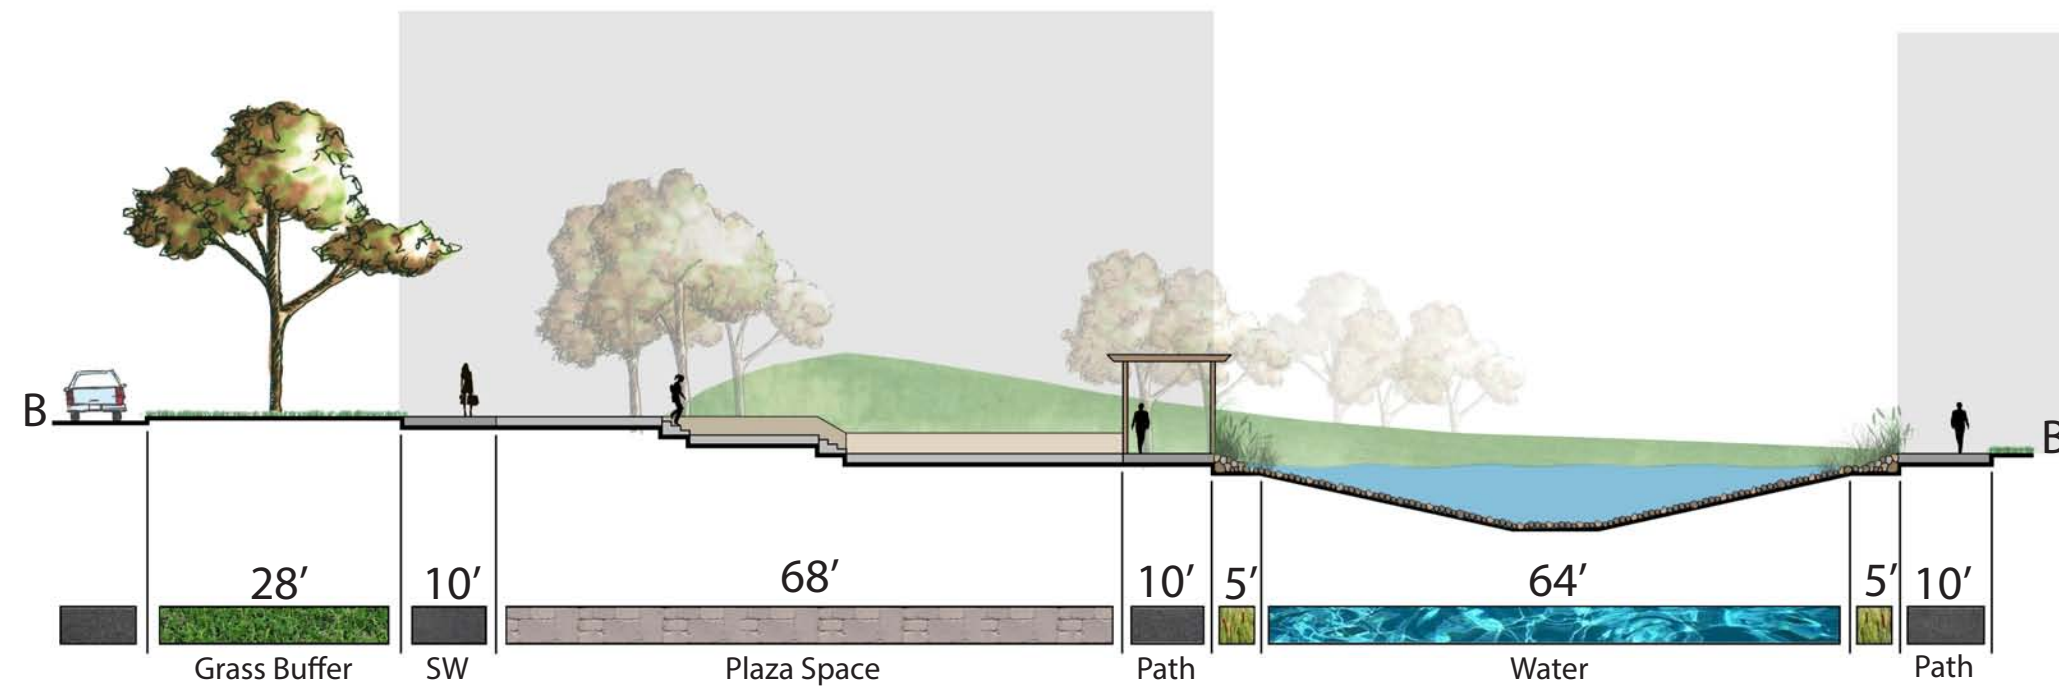 B
B
28’
10’
68’
10’
5’
64’
5’
10’
Grass Buffer
SW
Plaza Space
Path
Water
Path